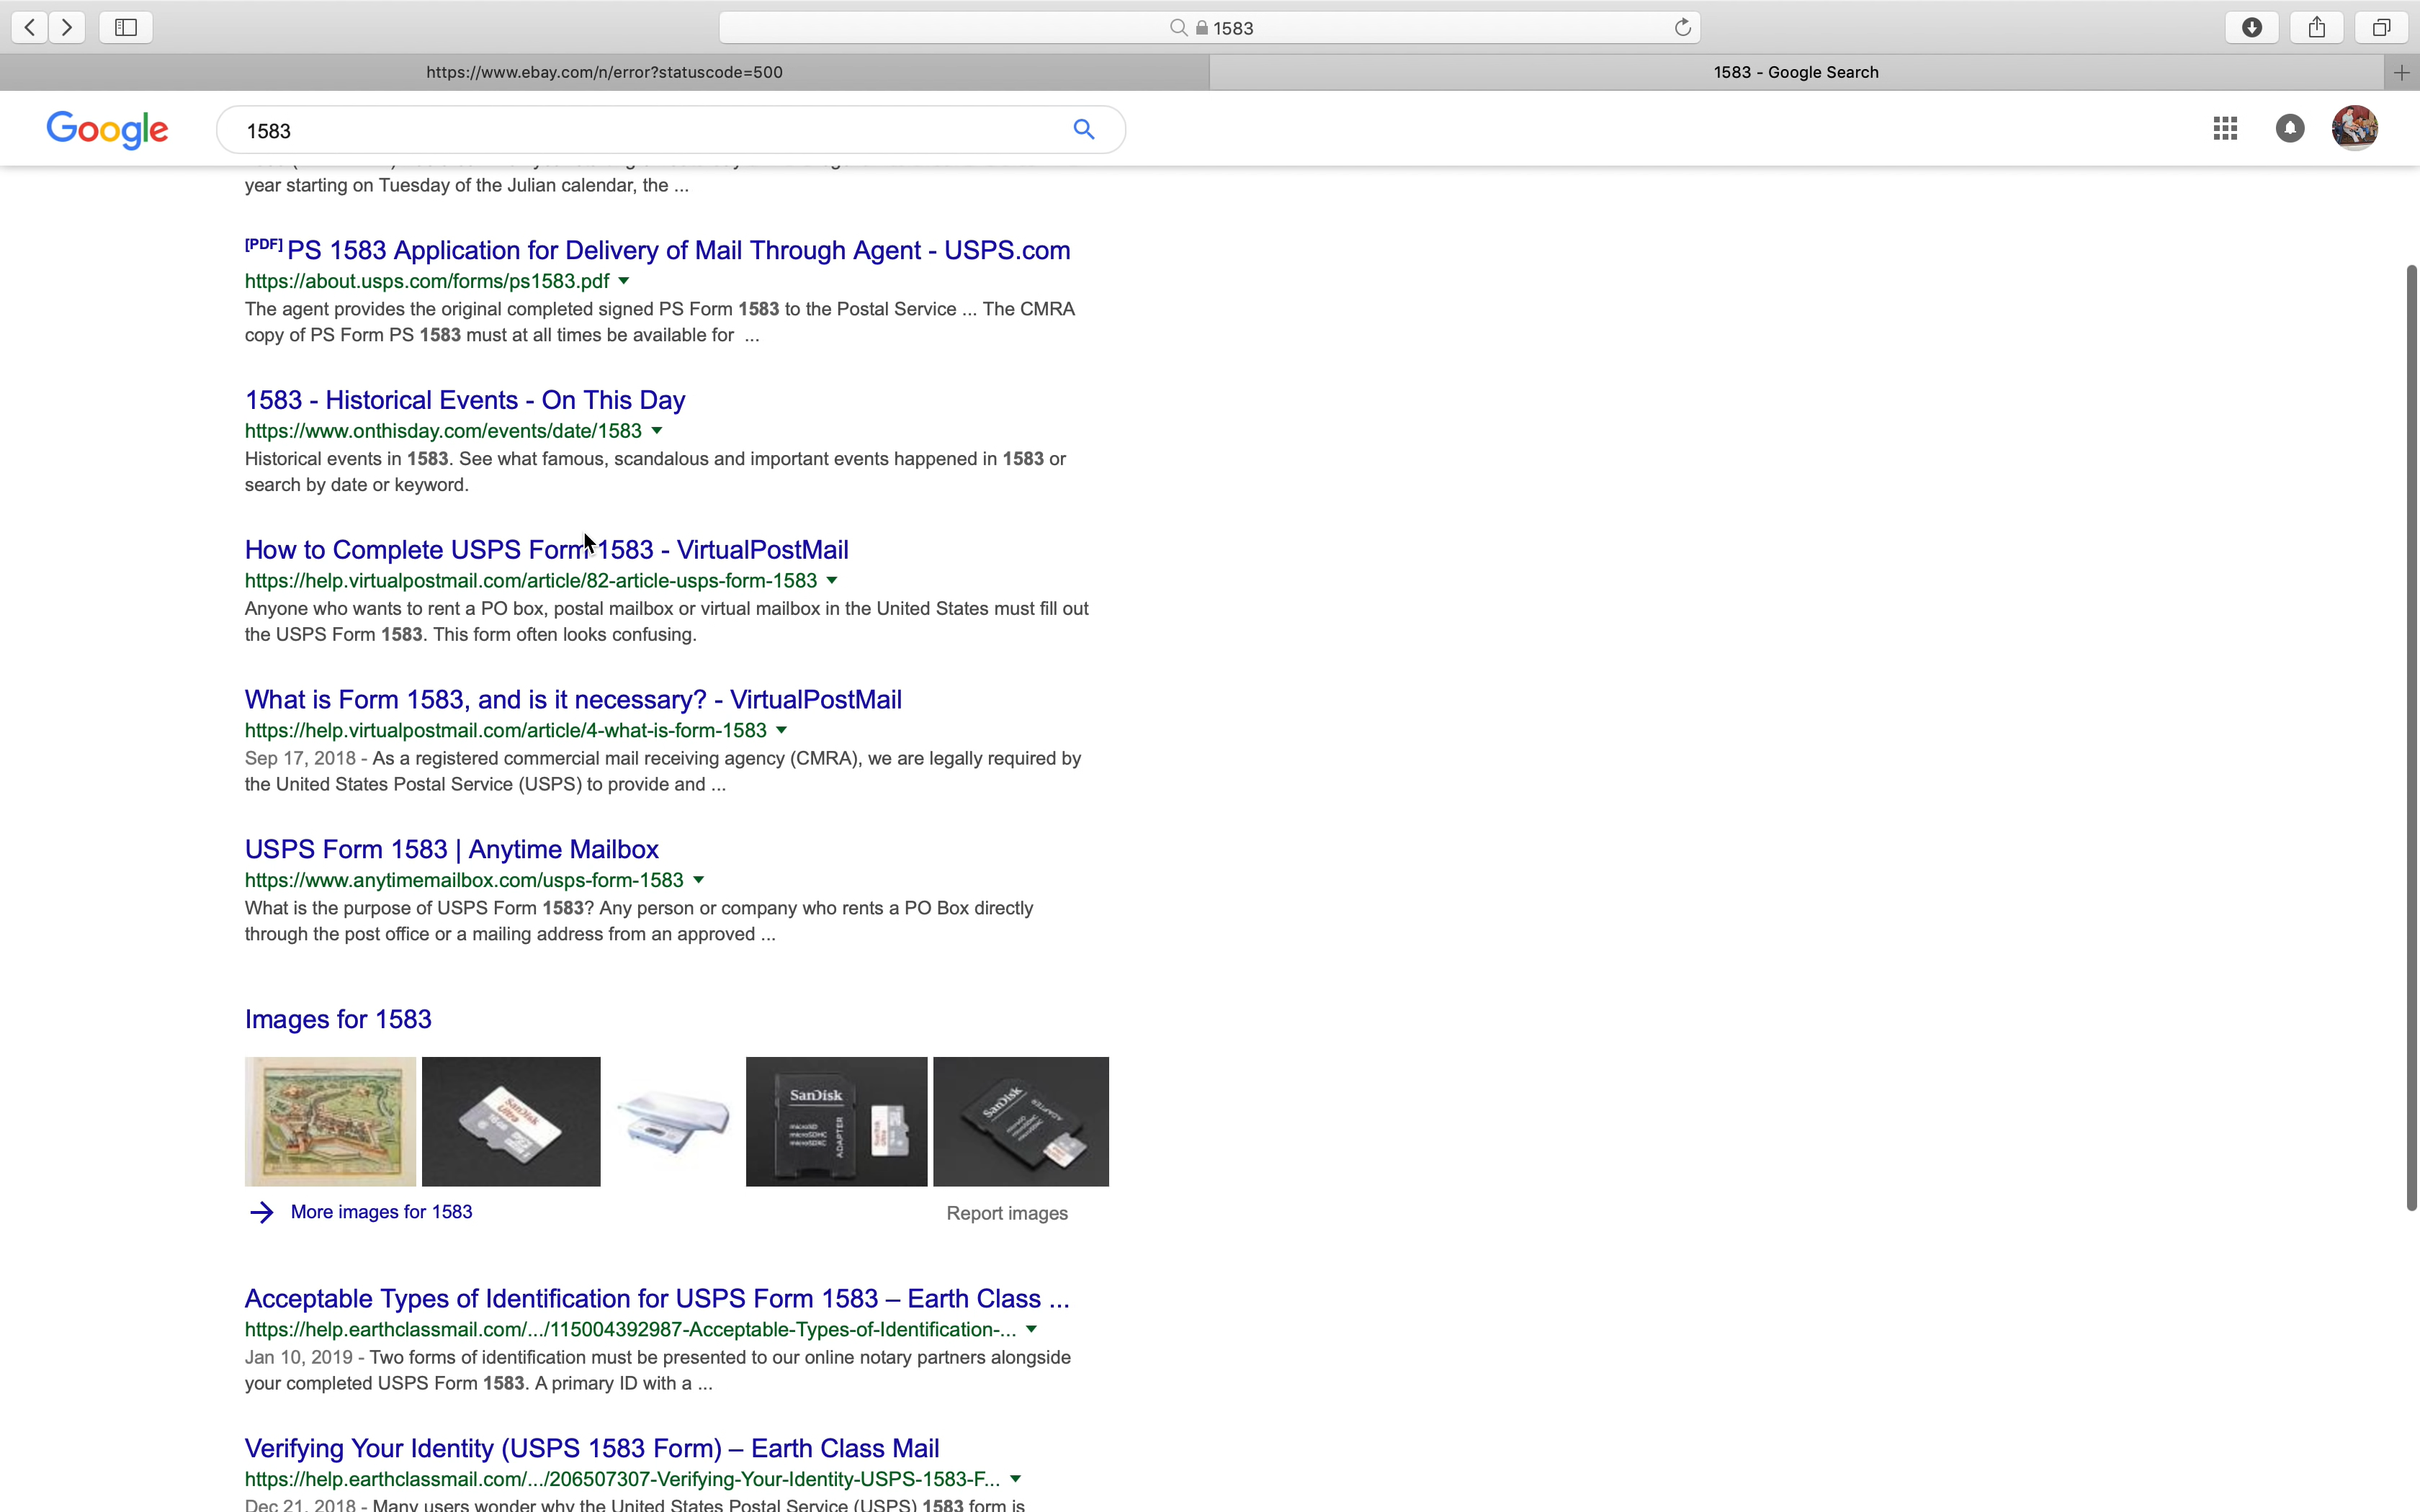 1583
https://www.ebay.com/n/error?statuscode=500
1583 - Google Search
Google
1583
year starting on Tuesday of the Julian calendar, the ...
[PDF] PS 1583 Application for Delivery of Mail Through Agent - USPS.com
https://about.usps.com/forms/ps1583.pdf
The agent provides the original completed signed PS Form 1583 to the Postal Service ... The CMRA
copy of PS Form PS 1583 must at all times be available for ...
1583 - Historical Events - On This Day
https://www.onthisday.com/events/date/1583
Historical events in 1583. See what famous, scandalous and important events happened in 1583 or
search by date or keyword.
How to Complete USPS Form 1583 - VirtualPostMail
https://help.virtualpostmail.com/article/82-article-usps-form-1583
Anyone who wants to rent a PO box, postal mailbox or virtual mailbox in the United States must fill out
the USPS Form 1583. This form often looks confusing.
What is Form 1583, and is it necessary? - VirtualPostMail
https://help.virtualpostmail.com/article/4-what-is-form-1583
Sep 17, 2018 - As a registered commercial mail receiving agency (CMRA), we are legally required by
the United States Postal Service (USPS) to provide and ...
USPS Form 1583 | Anytime Mailbox
https://www.anytimemailbox.com/usps-form-1583
What is the purpose of USPS Form 1583? Any person or company who rents a PO Box directly
through the post office or a mailing address from an approved ...
Images for 1583
SanDisk
Ultra
SanDisk
microSD
microSDHC
microSDXC
ADAPTER
SanDisk
ADAPTER
More images for 1583
Report images
Acceptable Types of Identification for USPS Form 1583 – Earth Class ...
https://help.earthclassmail.com/.../115004392987-Acceptable-Types-of-Identification-...
Jan 10, 2019 - Two forms of identification must be presented to our online notary partners alongside
your completed USPS Form 1583. A primary ID with a ...
Verifying Your Identity (USPS 1583 Form) – Earth Class Mail
https://help.earthclassmail.com/.../206507307-Verifying-Your-Identity-USPS-1583-F...
Dec 21, 2018 - Many users wonder why the United States Postal Service (USPS) 1583 form is